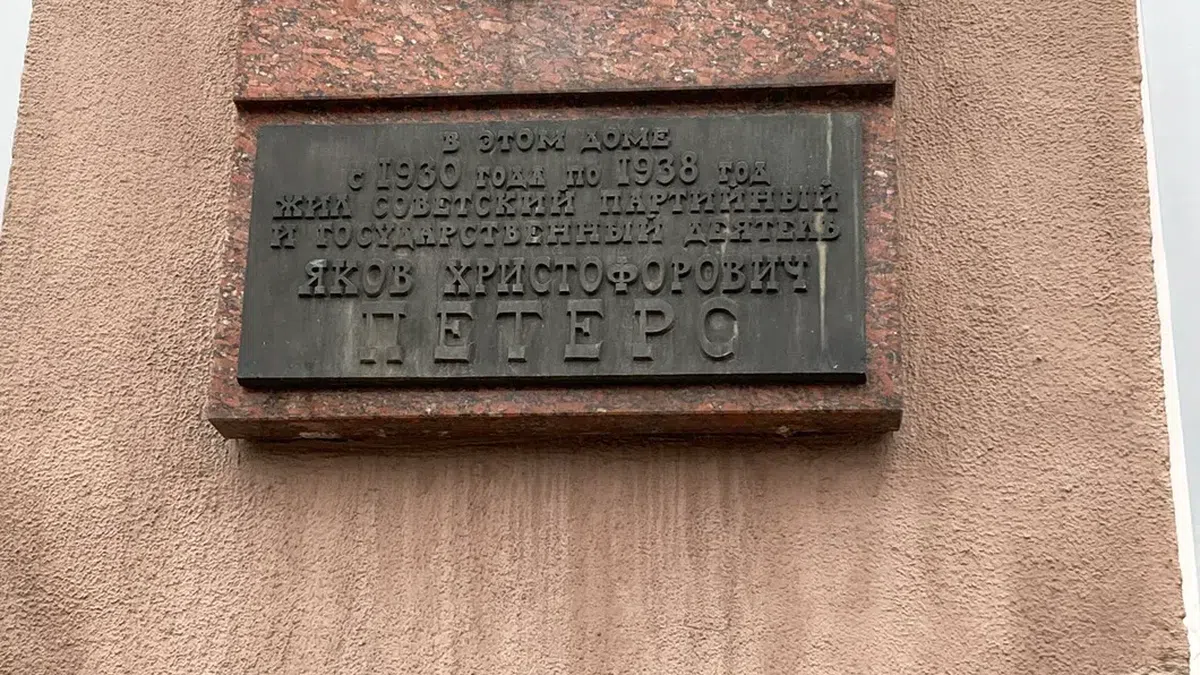 В ЭТОМ ДОМЕ
С 1930 ГОДА ПО 1938 ГОД
ЖИЛ СОВЕТСКИЙ ПАРТИЙНЫЙ
И ГОСУДАРСТВЕННЫЙ ДЕЯТЕЛЬ
ЯКОВ ХРИСТОФОРОВИЧ
ПЕТЕРС